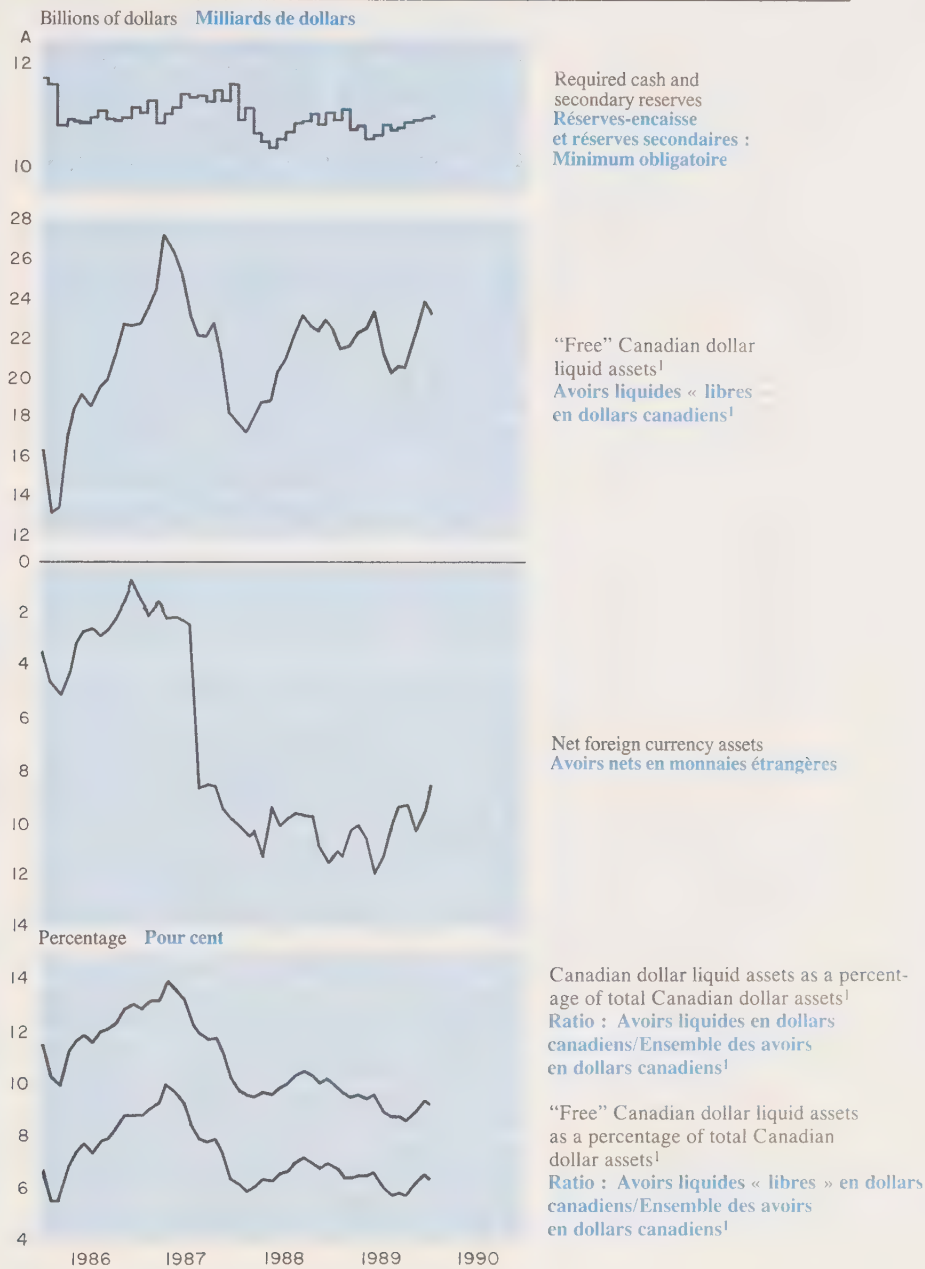 Billions of dollars Milliards de dollars
A
12
10
Required cash and
secondary reserves
Réserves-encaisse
et réserves secondaires :
Minimum obligatoire
28
26
24
22
20
18
16
14
12
"Free" Canadian dollar
liquid assets¹
Avoirs liquides « libres
en dollars canadiens¹
0
2
4
6
8
10
12
14
Net foreign currency assets
Avoirs nets en monnaies étrangères
Percentage Pour cent
14
12
10
8
6
4
Canadian dollar liquid assets as a percent-
age of total Canadian dollar assets¹
Ratio : Avoirs liquides en dollars
canadiens/Ensemble des avoirs
en dollars canadiens¹
"Free" Canadian dollar liquid assets
as a percentage of total Canadian
dollar assets¹
Ratio : Avoirs liquides « libres » en dollars
canadiens/Ensemble des avoirs
en dollars canadiens¹
1986 1987 1988 1989 1990